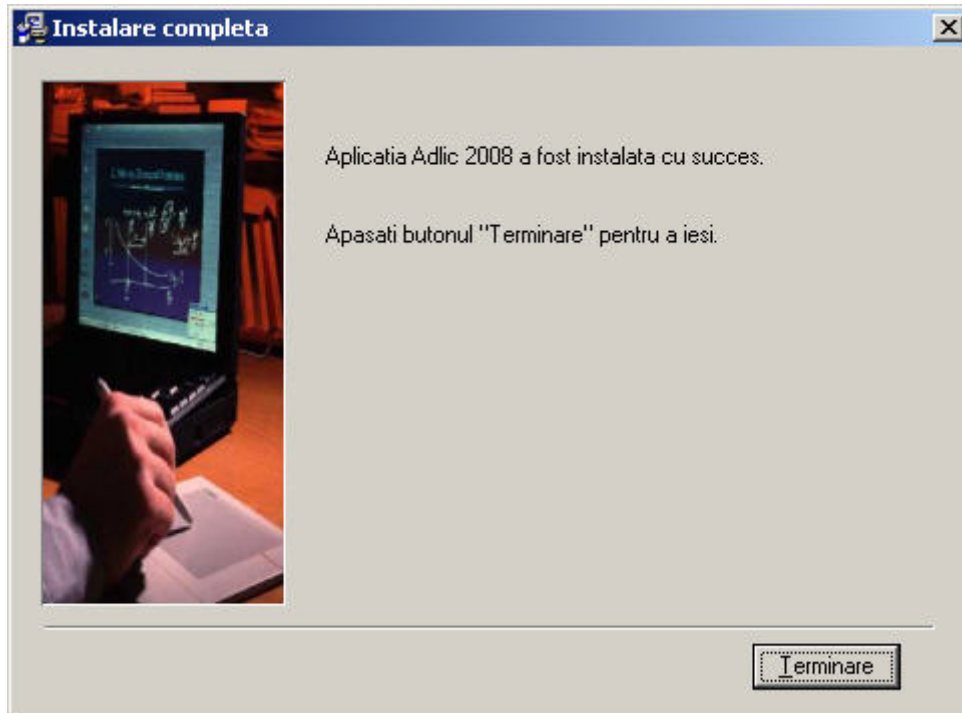 Instalare completa
Aplicatia Adlic 2008 a fost instalata cu succes.
Apasati butonul "Terminare" pentru a iesi.
Terminare